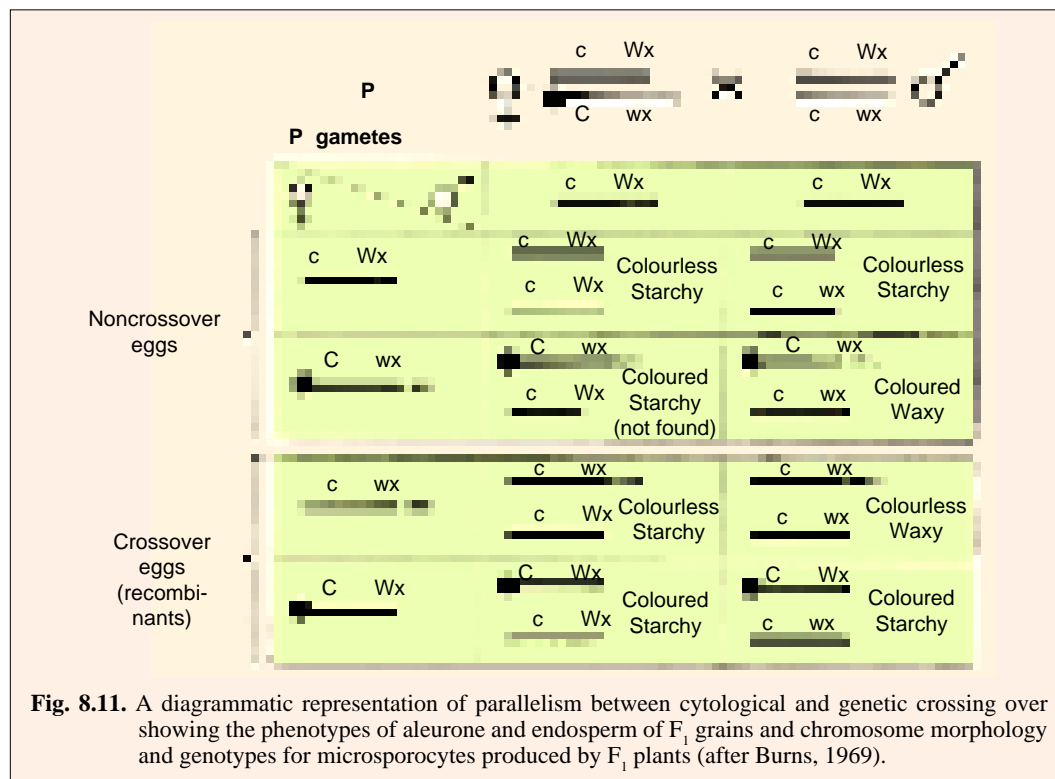 c Wx c Wx
P
C wx c wx
P gametes
c Wx c Wx
c Wx c Wx c Wx
Colourless Colourless
Starchy Starchy
c Wx c wx
Noncrossover
eggs
C wx C wx C wx
Coloured Coloured
Starchy Waxy
(not found)
c Wx c wx
c wx c wx c wx
Colourless Colourless
Starchy Waxy
c Wx c wx
Crossover
eggs
(recombi-
nants)
C Wx C Wx C Wx
Coloured Coloured
Starchy Starchy
c Wx c wx
Fig. 8.11. A diagrammatic representation of parallelism between cytological and genetic crossing over
showing the phenotypes of aleurone and endosperm of F1 grains and chromosome morphology
and genotypes for microsporocytes produced by F1 plants (after Burns, 1969).